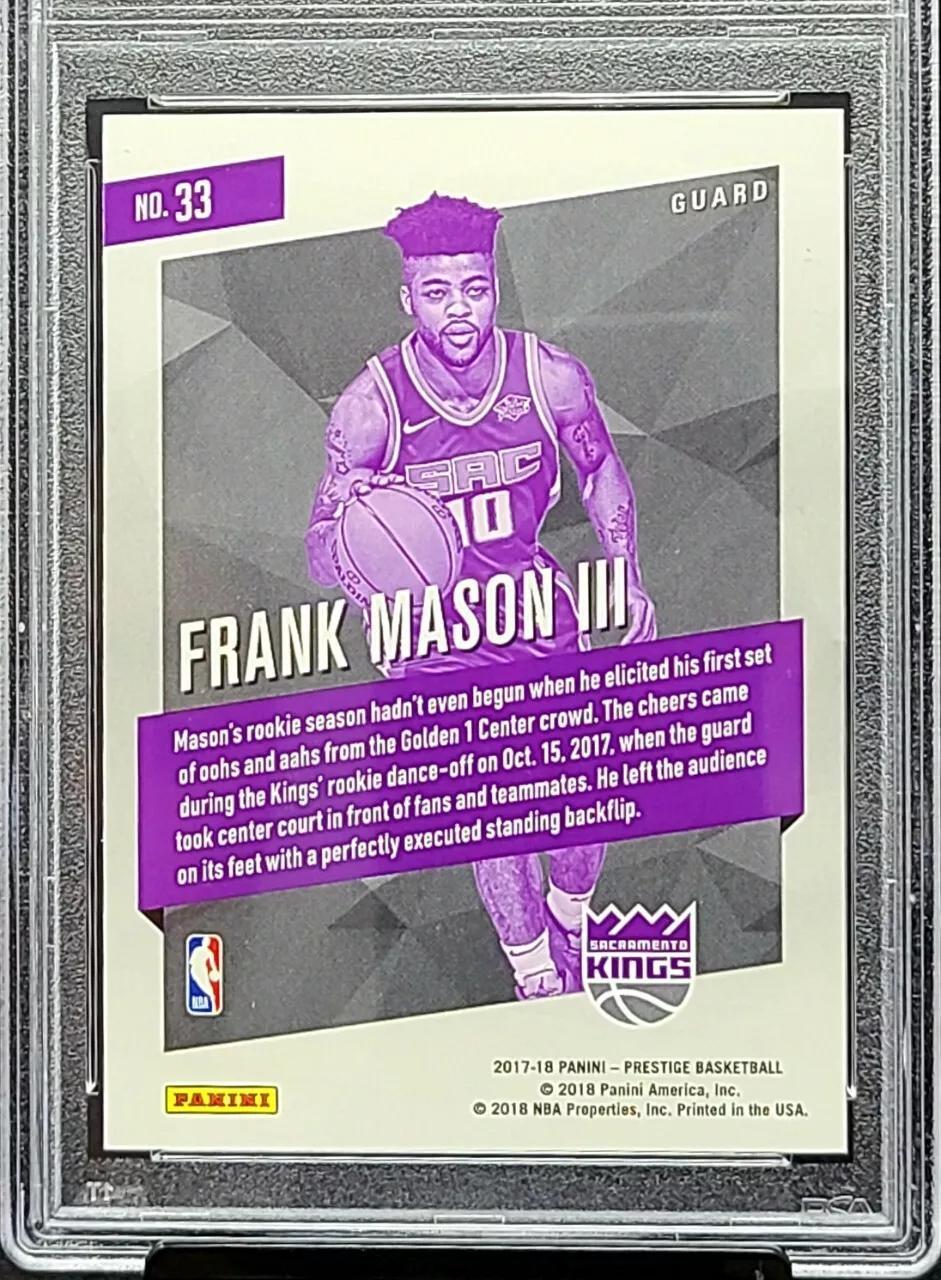 NO. 33
GUARD
SAC
10
SPALDING
FRANK MASON III
Mason's rookie season hadn't even begun when he elicited his first set
of oohs and aahs from the Golden 1 Center crowd. The cheers came
during the Kings' rookie dance-off on Oct. 15, 2017, when the guard
took center court in front of fans and teammates. He left the audience
on its feet with a perfectly executed standing backflip.
NBA
SACRAMENTO
KINGS
2017-18 PANINI – PRESTIGE BASKETBALL
© 2018 Panini America, Inc.
© 2018 NBA Properties, Inc. Printed in the USA.
PANINI
PSA